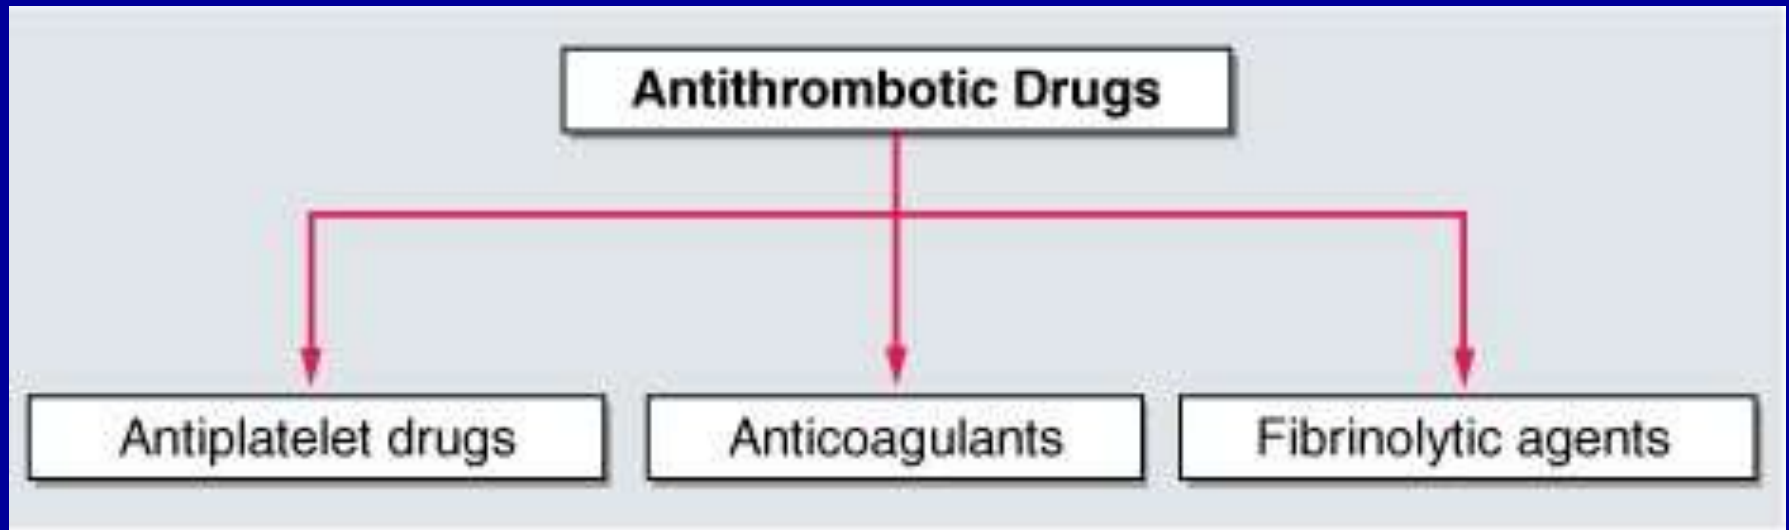 Antithrombotic Drugs
Antiplatelet drugs
Anticoagulants
Fibrinolytic agents